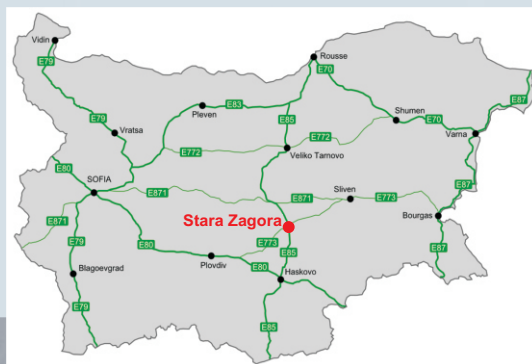 Vidin
E79
Rousse
E70
E87
E83
Pleven
E85
Shumen
E70
E79
Vratsa
E772
Varna
E772
Veliko Tarnovo
E80
SOFIA
E871
E871
Sliven
E773
E87
E871
Stara Zagora
Bourgas
E79
E80
E773
E85
E87
Plovdiv
E80
Blagoevgrad
Haskovo
E79
E85